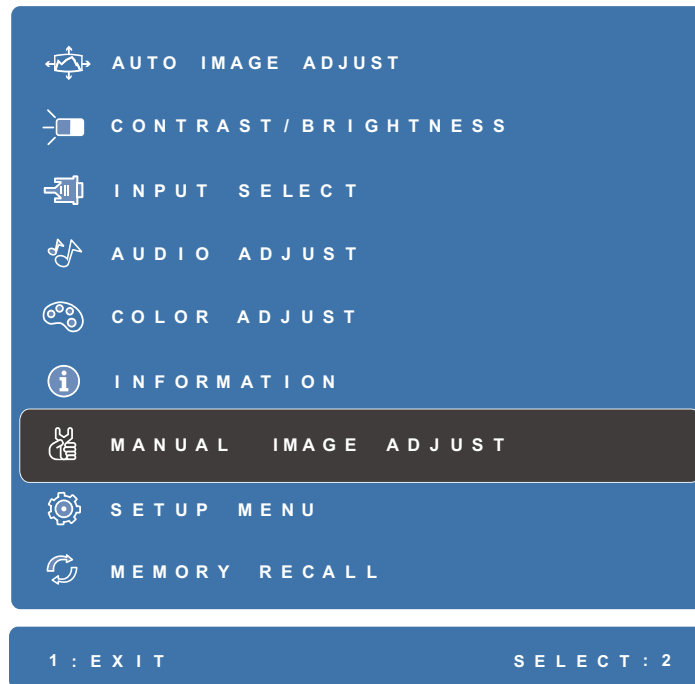 AUTO IMAGE ADJUST
CONTRAST/BRIGHTNESS
INPUT SELECT
AUDIO ADJUST
COLOR ADJUST
INFORMATION
MANUAL IMAGE ADJUST
SETUP MENU
MEMORY RECALL
1:EXIT SELECT:2